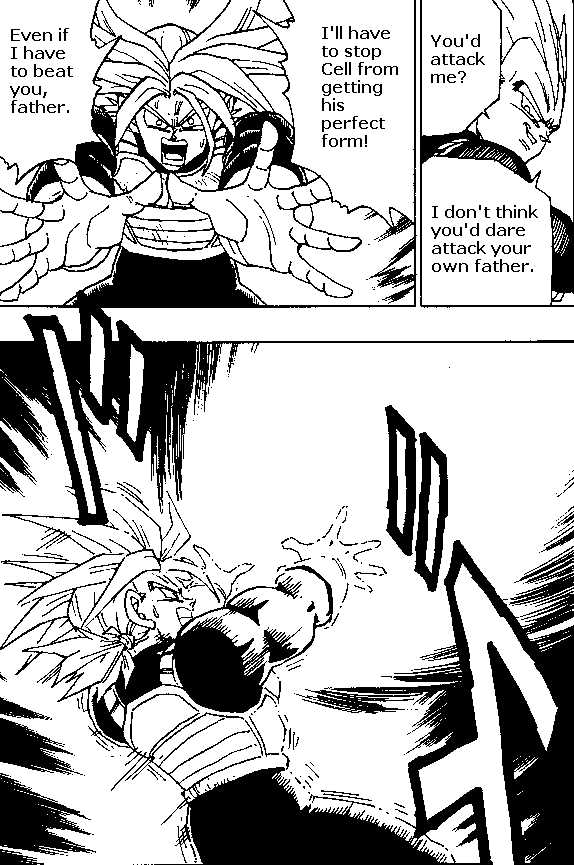 You'd
attack
me?
I don't think
you'd dare
attack your
own father.
I'll have
to stop
Cell from
getting
his
perfect
form!
Even if
I have
to beat
you,
father.